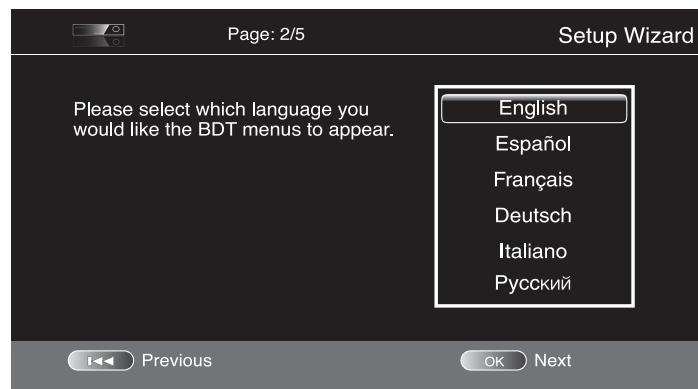 Page: 2/5
Setup Wizard
Please select which language you
would like the BDT menus to appear.
English
Español
Français
Deutsch
Italiano
Русский
Previous
OK
Next